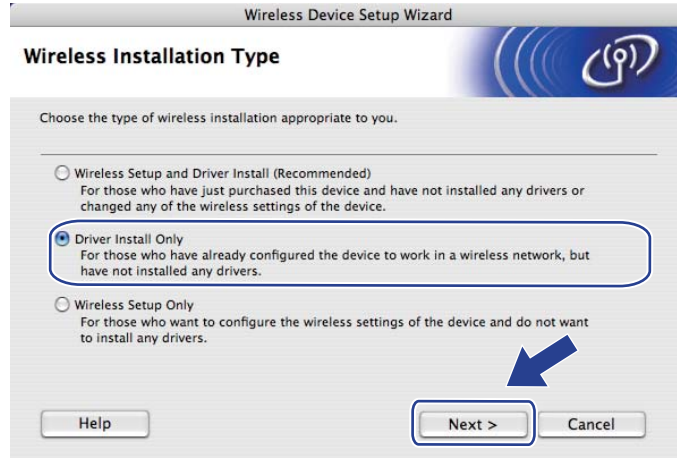 Wireless Device Setup Wizard
Wireless Installation Type
Choose the type of wireless installation appropriate to you.
Wireless Setup and Driver Install (Recommended)
For those who have just purchased this device and have not installed any drivers or
changed any of the wireless settings of the device.
Driver Install Only
For those who have already configured the device to work in a wireless network, but
have not installed any drivers.
Wireless Setup Only
For those who want to configure the wireless settings of the device and do not want
to install any drivers.
Help
Next >
Cancel